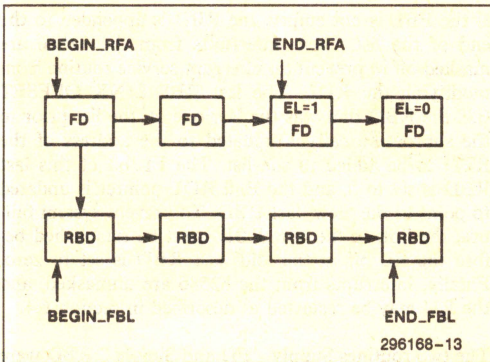 BEGIN_RFA END_RFA
FD FD EL=1 FD EL=0 FD
RBD RBD RBD RBD
BEGIN_FBL END_FBL
296168-13